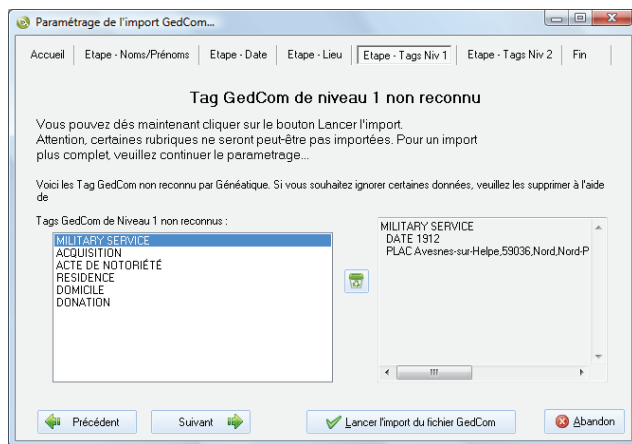 Paramétrage de l'import GedCom...
Accueil Etape - Noms/Prénoms Etape - Date Etape - Lieu Etape - Tags Niv 1 Etape - Tags Niv 2 Fin
Tag GedCom de niveau 1 non reconnu
Vous pouvez dés maintenant cliquer sur le bouton Lancer l'import.
Attention, certaines rubriques ne seront peut-être pas importées. Pour un import
plus complet, veuillez continuer le parametrage...
Voici les Tag GedCom non reconnu par Généatique. Si vous souhaitez ignorer certaines données, veuillez les supprimer à l'aide
de
Tags GedCom de Niveau 1 non reconnus :
MILITARY SERVICE
ACQUISITION
ACTE DE NOTORIÉTÉ
RESIDENCE
DOMICILE
DONATION
MILITARY SERVICE
DATE 1912
PLAC Avesnes-sur-Helpe,59036,Nord,Nord-P
Précédent Suivant Lancer l'import du fichier GedCom Abandon